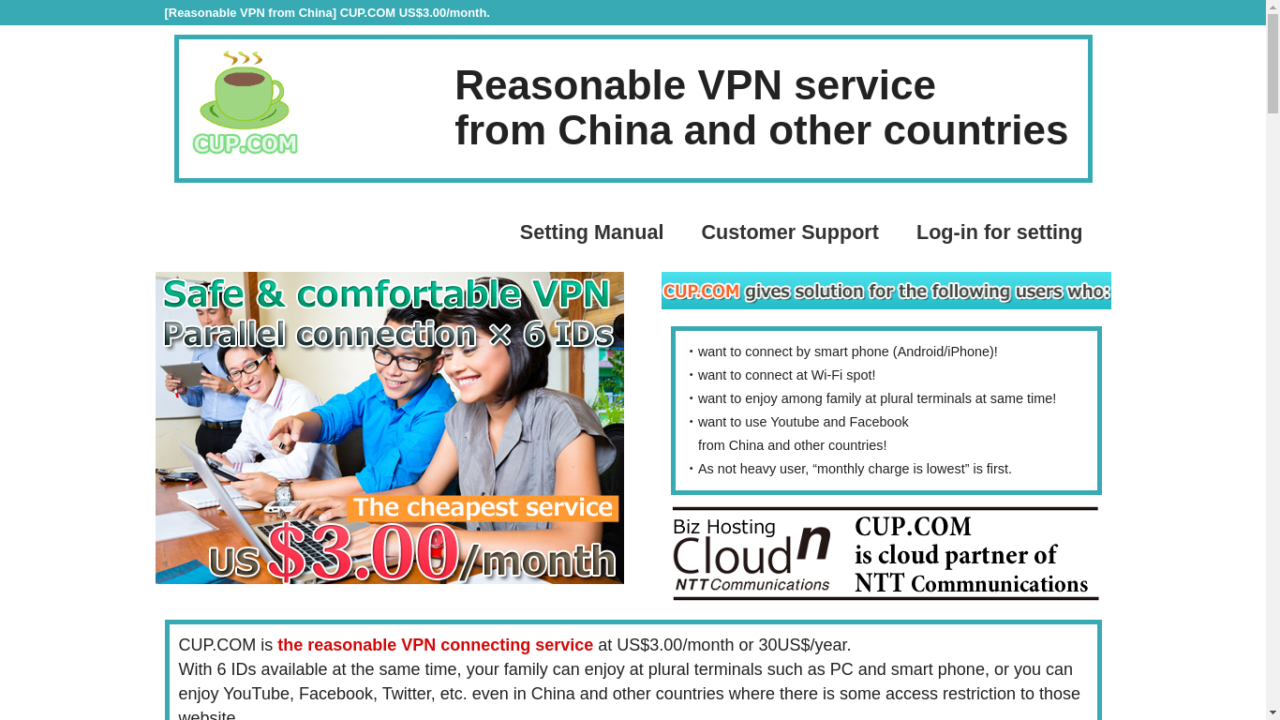 [Reasonable VPN from China] CUP.COM US$3.00/month.
CUP.COM
Reasonable VPN service
from China and other countries
Setting Manual Customer Support Log-in for setting
Safe & comfortable VPN
Parallel connection × 6 IDs
The cheapest service
US $3.00/month
CUP.COM gives solution for the following users who:
・want to connect by smart phone (Android/iPhone)!
・want to connect at Wi-Fi spot!
・want to enjoy among family at plural terminals at same time!
・want to use Youtube and Facebook
from China and other countries!
・As not heavy user, “monthly charge is lowest” is first.
Biz Hosting
Cloudn
NTT Communications
CUP.COM
is cloud partner of
NTT Commnunications
CUP.COM is the reasonable VPN connecting service at US$3.00/month or 30US$/year.
With 6 IDs available at the same time, your family can enjoy at plural terminals such as PC and smart phone, or you can
enjoy YouTube, Facebook, Twitter, etc. even in China and other countries where there is some access restriction to those
website